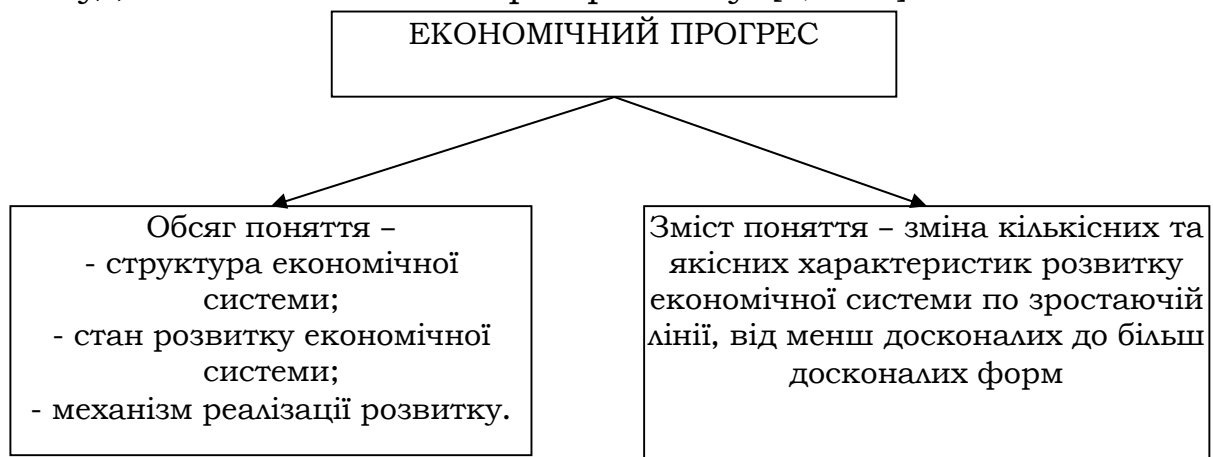 ЕКОНОМІЧНИЙ ПРОГРЕС
Обсяг поняття –
- структура економічної
системи;
- стан розвитку економічної
системи;
- механізм реалізації розвитку.
Зміст поняття – зміна кількісних та
якісних характеристик розвитку
економічної системи по зростаючій
лінії, від менш досконалих до більш
досконалих форм